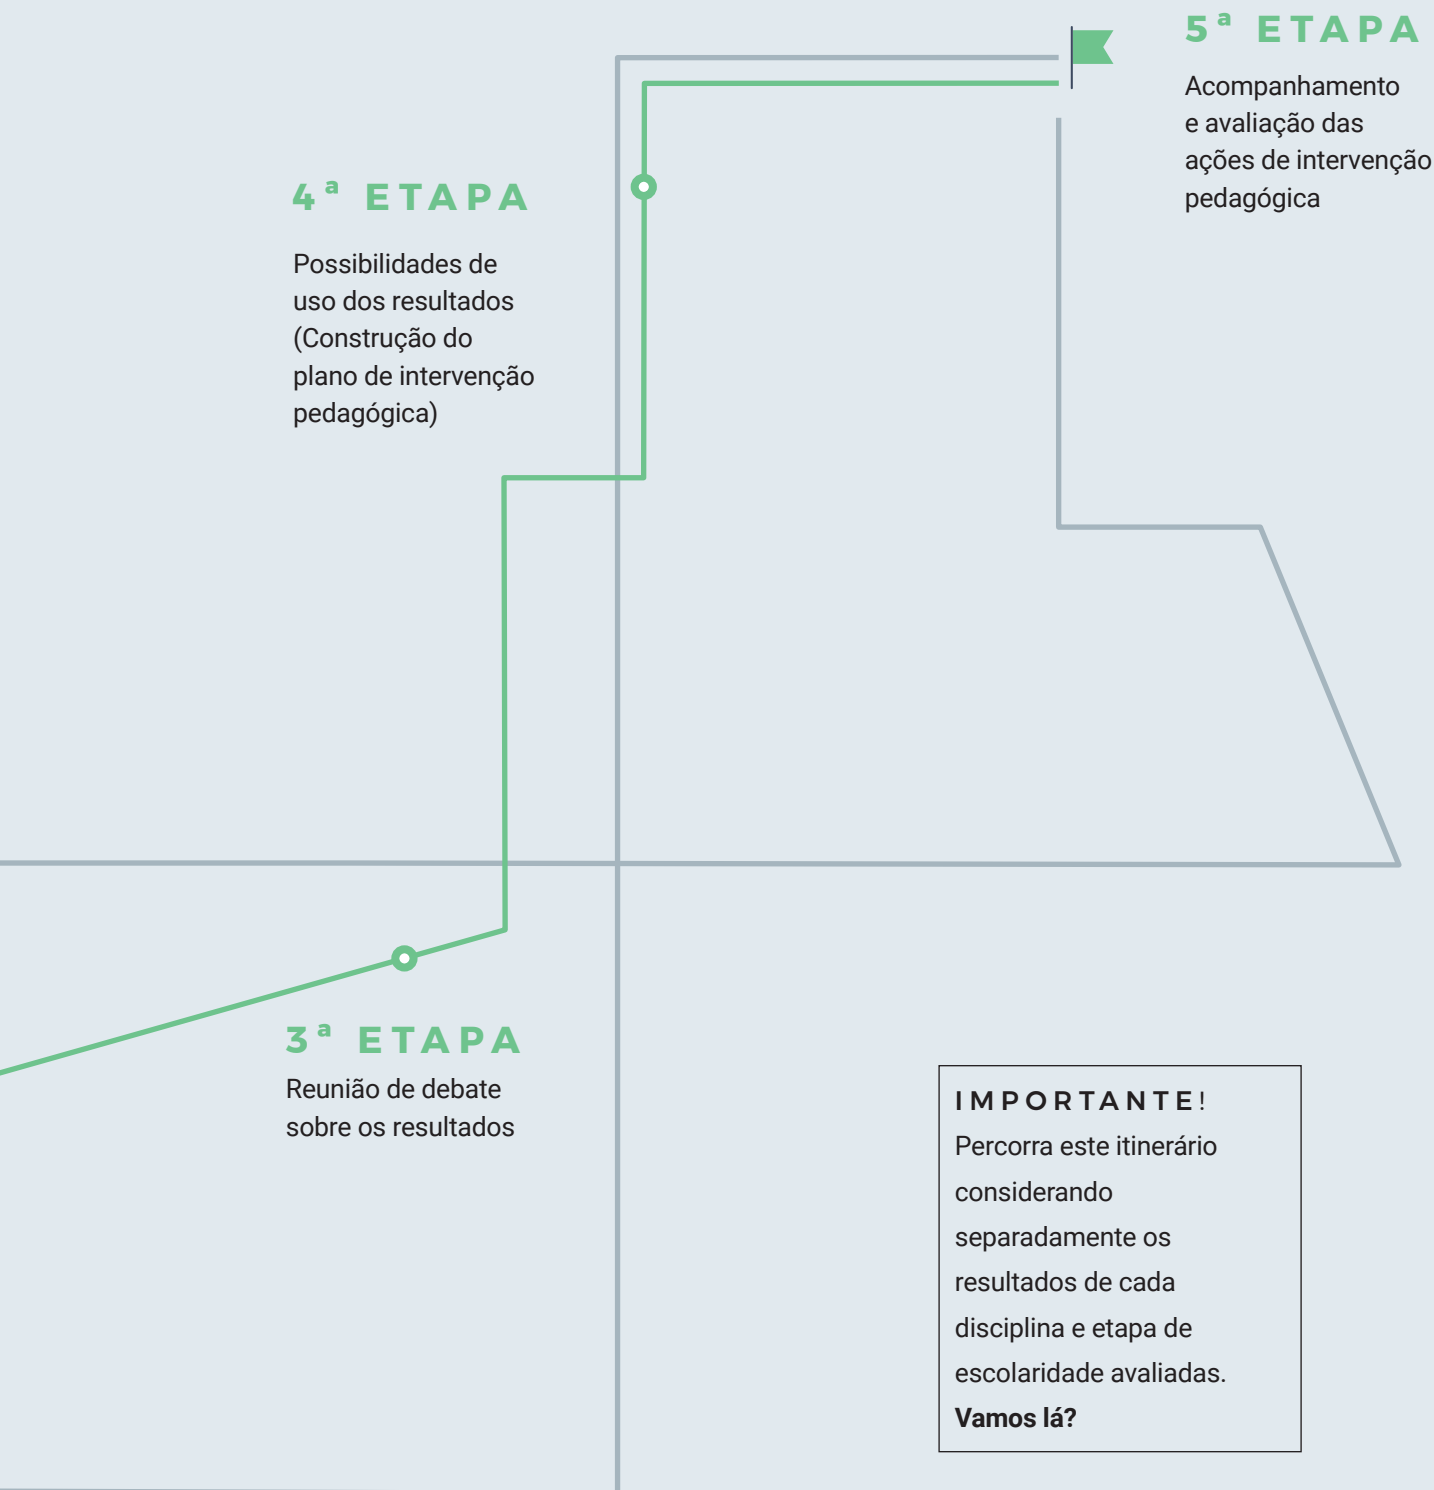 5ª ETAPA
Acompanhamento
e avaliação das
ações de intervenção
pedagógica
4ª ETAPA
Possibilidades de
uso dos resultados
(Construção do
plano de intervenção
pedagógica)
3ª ETAPA
Reunião de debate
sobre os resultados
IMPORTANTE!
Percorra este itinerário
considerando
separadamente os
resultados de cada
disciplina e etapa de
escolaridade avaliadas.
Vamos lá?